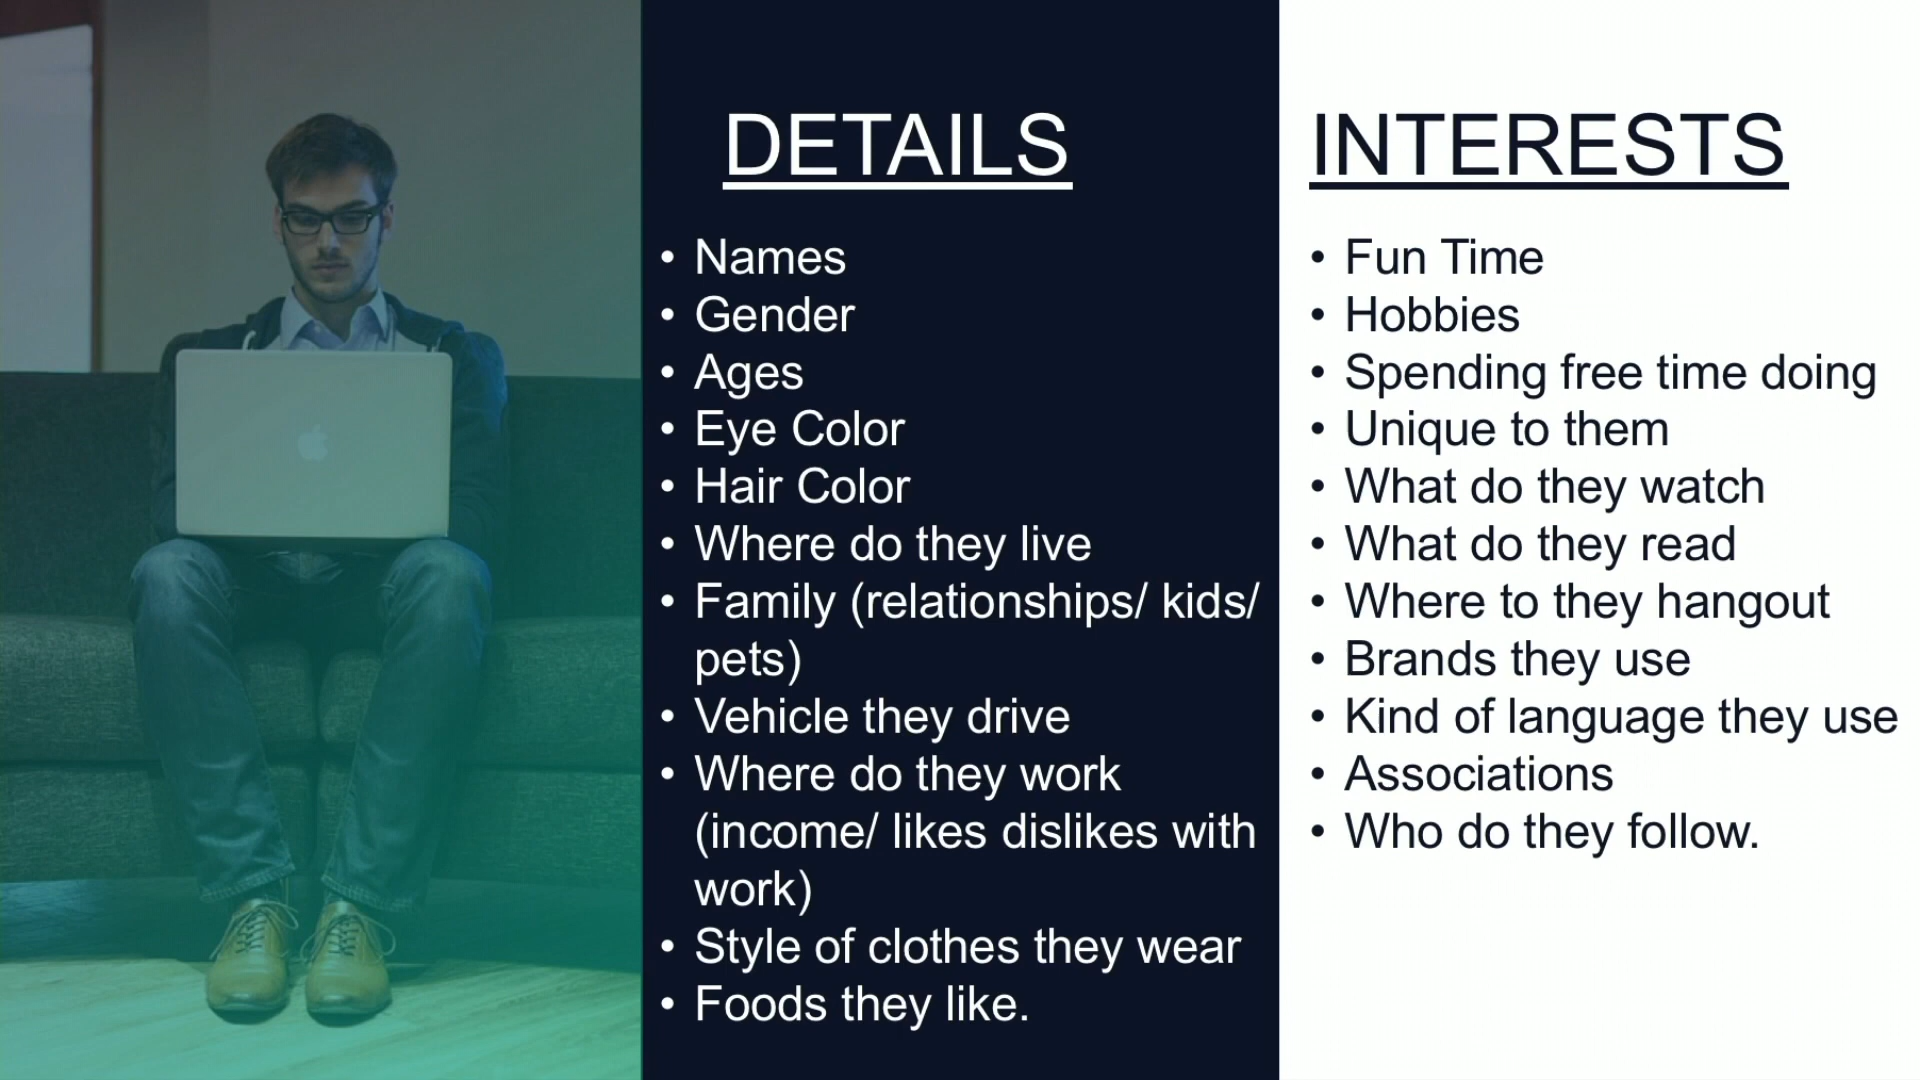 DETAILS
• Names
• Gender
• Ages
• Eye Color
• Hair Color
• Where do they live
• Family (relationships/ kids/
pets)
• Vehicle they drive
• Where do they work
(income/ likes dislikes with
work)
• Style of clothes they wear
• Foods they like.
INTERESTS
• Fun Time
• Hobbies
• Spending free time doing
• Unique to them
• What do they watch
• What do they read
• Where to they hangout
• Brands they use
• Kind of language they use
• Associations
• Who do they follow.